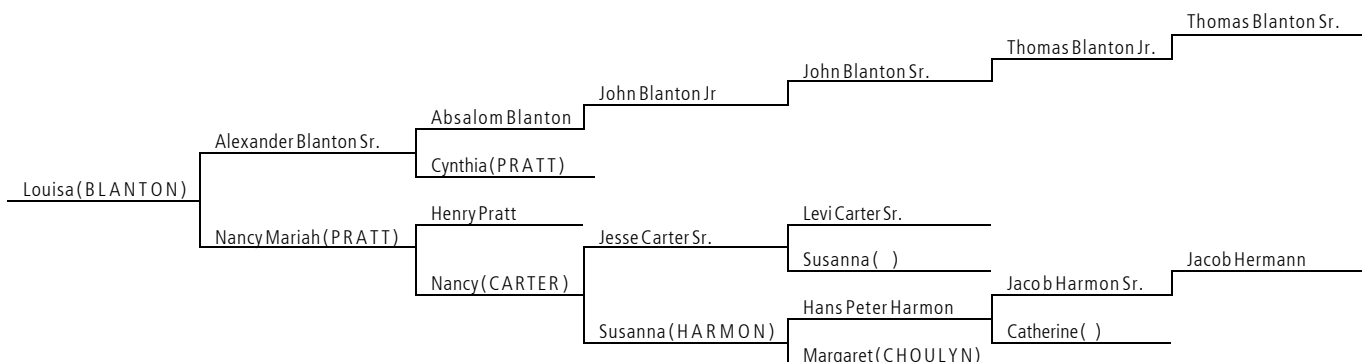 Thomas Blanton Sr.
Thomas Blanton Jr.
John Blanton Sr.
John Blanton Jr
Absalom Blanton
Alexander Blanton Sr.
Cynthia (PRATT)
Louisa (BLANTON)
Henry Pratt
Levi Carter Sr.
Nancy Mariah (PRATT)
Jesse Carter Sr.
Susanna ( )
Jacob Hermann
Nancy (CARTER)
Jacob Harmon Sr.
Hans Peter Harmon
Susanna (HARMON)
Catherine ( )
Margaret (CHOULYN)